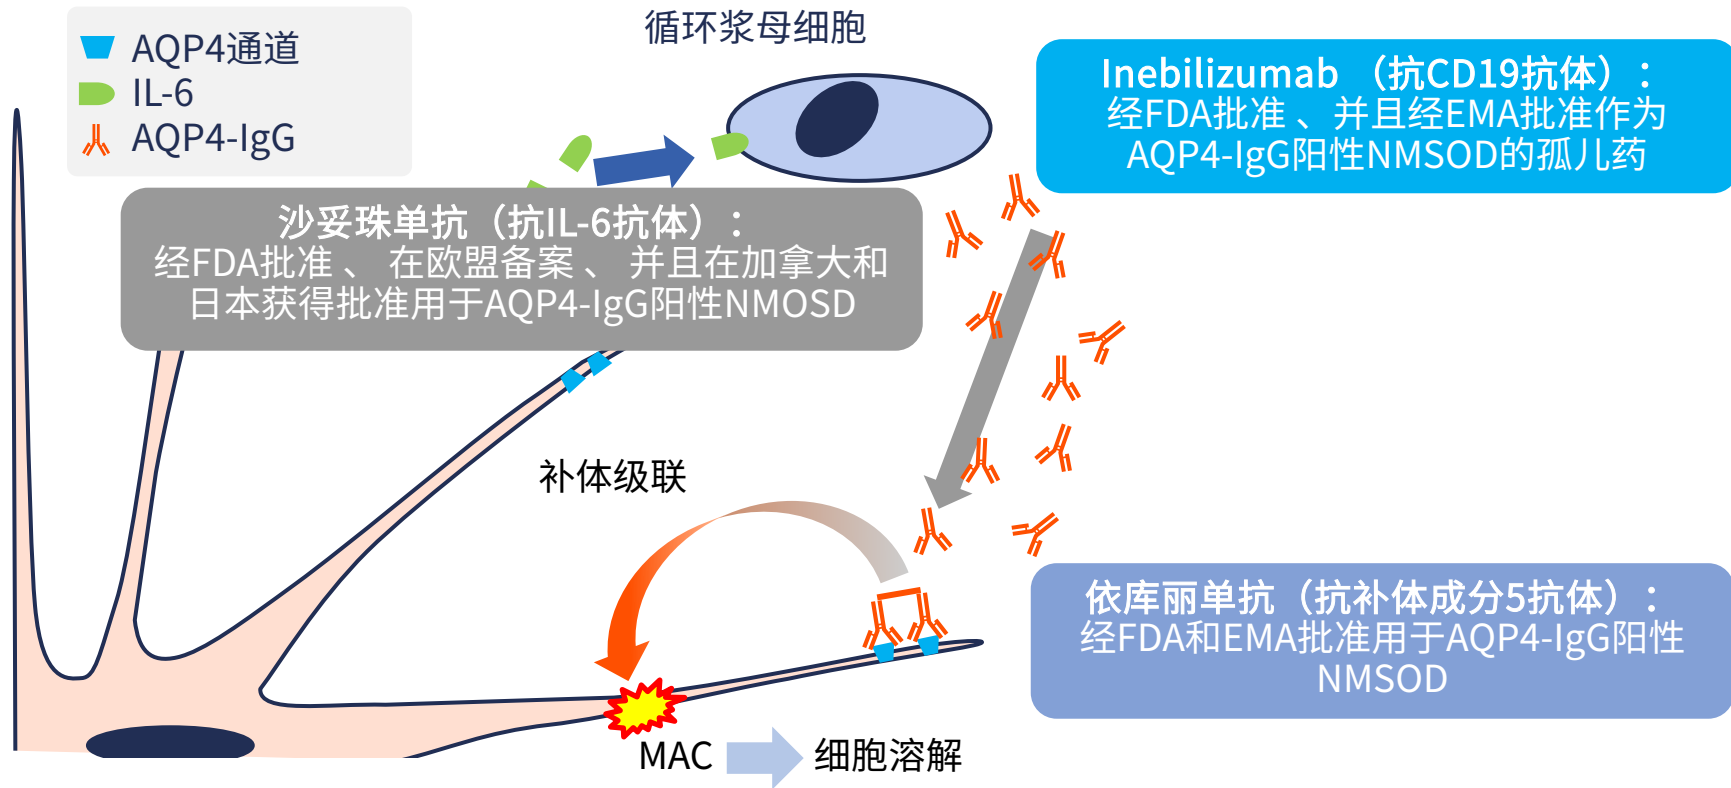 AQP4通道
IL-6
AQP4-IgG
循环浆母细胞
Inebilizumab （抗CD19抗体）：
经FDA批准 、并且经EMA批准作为
AQP4-IgG阳性NMSOD的孤儿药
沙妥珠单抗（抗IL-6抗体）：
经FDA批准 、 在欧盟备案 、 并且在加拿大和
日本获得批准用于AQP4-IgG阳性NMOSD
补体级联
依库丽单抗（抗补体成分5抗体）：
经FDA和EMA批准用于AQP4-IgG阳性
NMSOD
MAC
细胞溶解